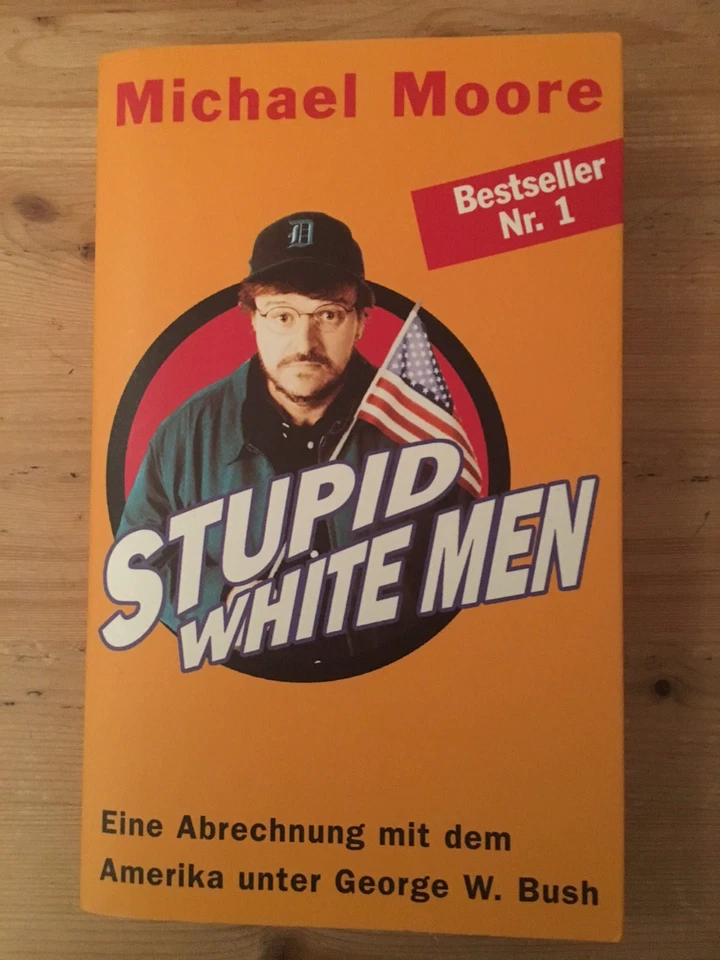 Michael Moore
Bestseller
Nr. 1
D
STUPID
WHITE MEN
Eine Abrechnung mit dem
Amerika unter George W. Bush